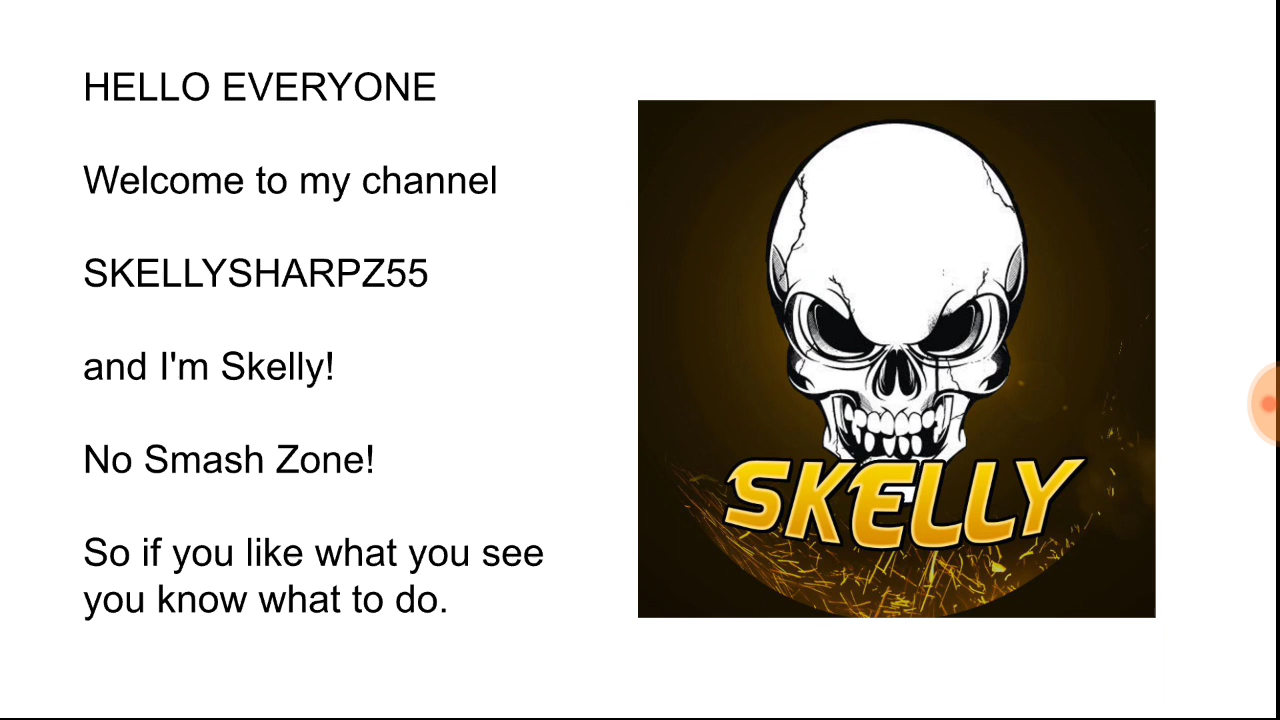 HELLO EVERYONE
Welcome to my channel
SKELLYSHARPZ55
and I'm Skelly!
No Smash Zone!
So if you like what you see
you know what to do.
SKELLY